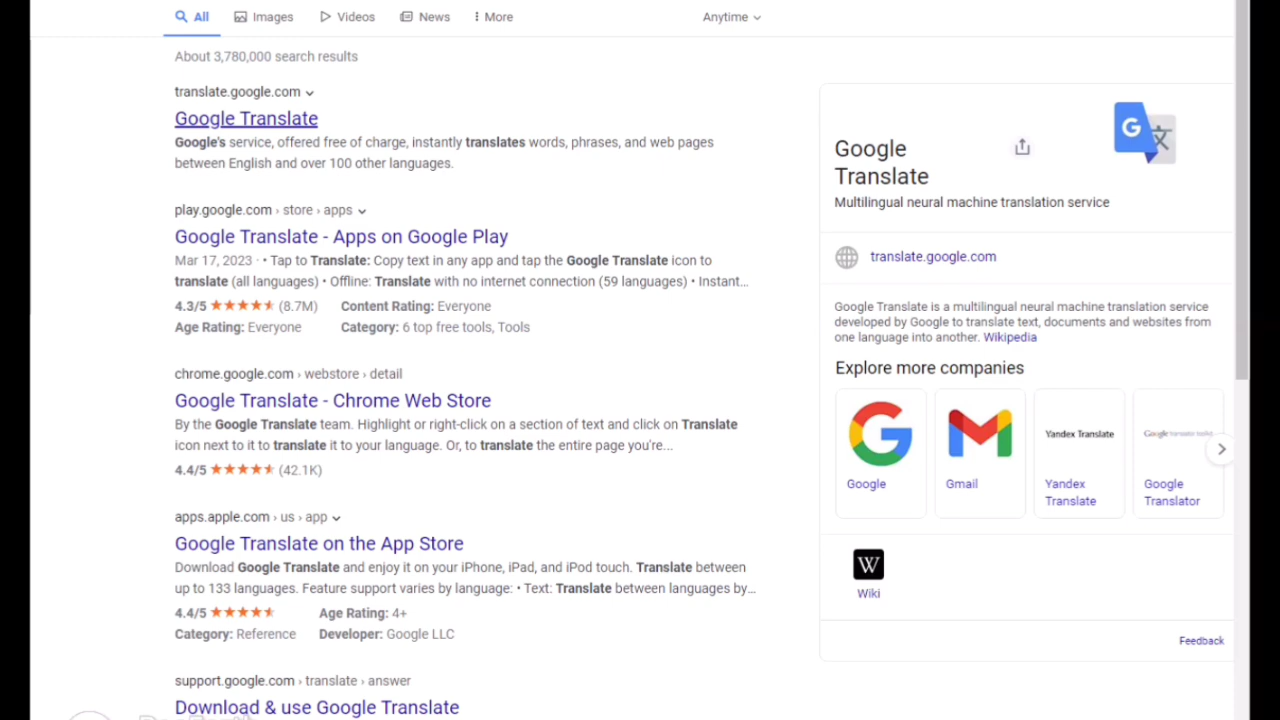 All Images Videos News More Anytime
About 3,780,000 search results
translate.google.com
Google Translate
Google's service, offered free of charge, instantly translates words, phrases, and web pages
between English and over 100 other languages.
play.google.com › store › apps
Google Translate - Apps on Google Play
Mar 17, 2023 · • Tap to Translate: Copy text in any app and tap the Google Translate icon to
translate (all languages) • Offline: Translate with no internet connection (59 languages) • Instant...
4.3/5 (8.7M) Content Rating: Everyone
Age Rating: Everyone Category: 6 top free tools, Tools
chrome.google.com › webstore › detail
Google Translate - Chrome Web Store
By the Google Translate team. Highlight or right-click on a section of text and click on Translate
icon next to it to translate it to your language. Or, to translate the entire page you're...
4.4/5 (42.1K)
apps.apple.com › us › app
Google Translate on the App Store
Download Google Translate and enjoy it on your iPhone, iPad, and iPod touch. Translate between
up to 133 languages. Feature support varies by language: • Text: Translate between languages by...
4.4/5 Age Rating: 4+
Category: Reference Developer: Google LLC
support.google.com › translate › answer
Download & use Google Translate
G 文
Google
Translate
Multilingual neural machine translation service
translate.google.com
Google Translate is a multilingual neural machine translation service
developed by Google to translate text, documents and websites from
one language into another. Wikipedia
Explore more companies
G M Yandex Translate
Google Gmail Yandex Google
Translate Translator
W
Wiki
Feedback